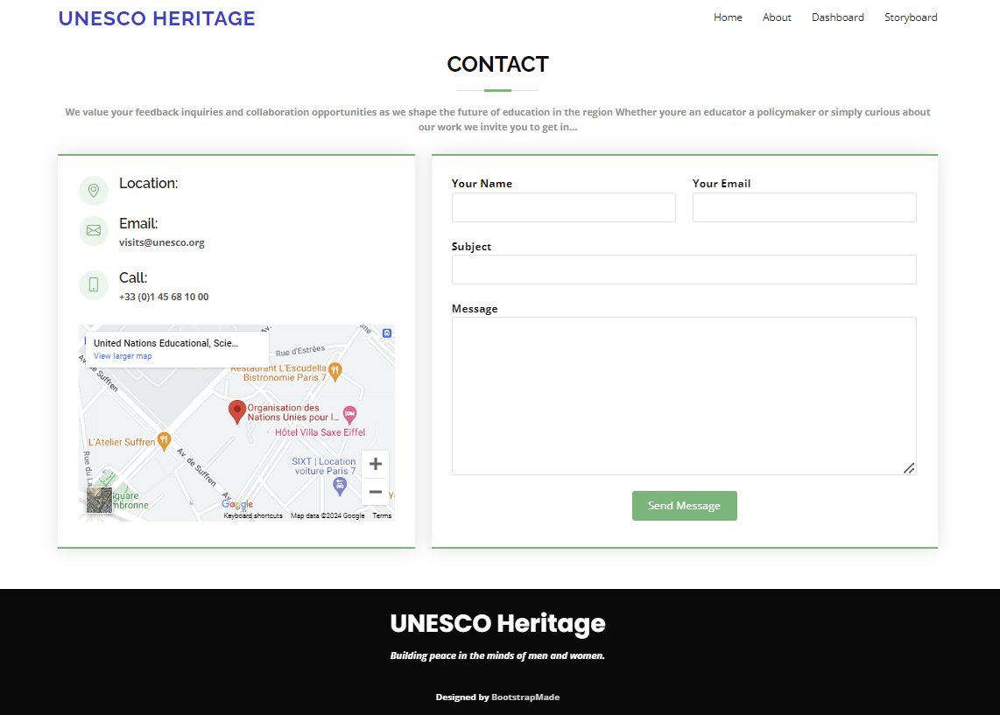 UNESCO HERITAGE
Home About Dashboard Storyboard
CONTACT
We value your feedback inquiries and collaboration opportunities as we shape the future of education in the region Whether youre an educator a policymaker or simply curious about
our work we invite you to get in...
Location:
Email:
visits@unesco.org
Call:
+33 (0)1 45 68 10 00
United Nations Educational, Scie...
View larger map
Rue d'Estrées
Restaurant L'Escudella
Bistronomie Paris 7
de Suffren
Organisation des
Nations Unies pour l...
Hôtel Villa Saxe Eiffel
L'Atelier Suffren
Av. de Suffren
SIXT | Location
voiture Paris 7
Rue du La
Av.
Google
Keyboard shortcuts Map data ©2024 Google Terms
Your Name
Your Email
Subject
Message
Send Message
UNESCO Heritage
Building peace in the minds of men and women.
Designed by BootstrapMade